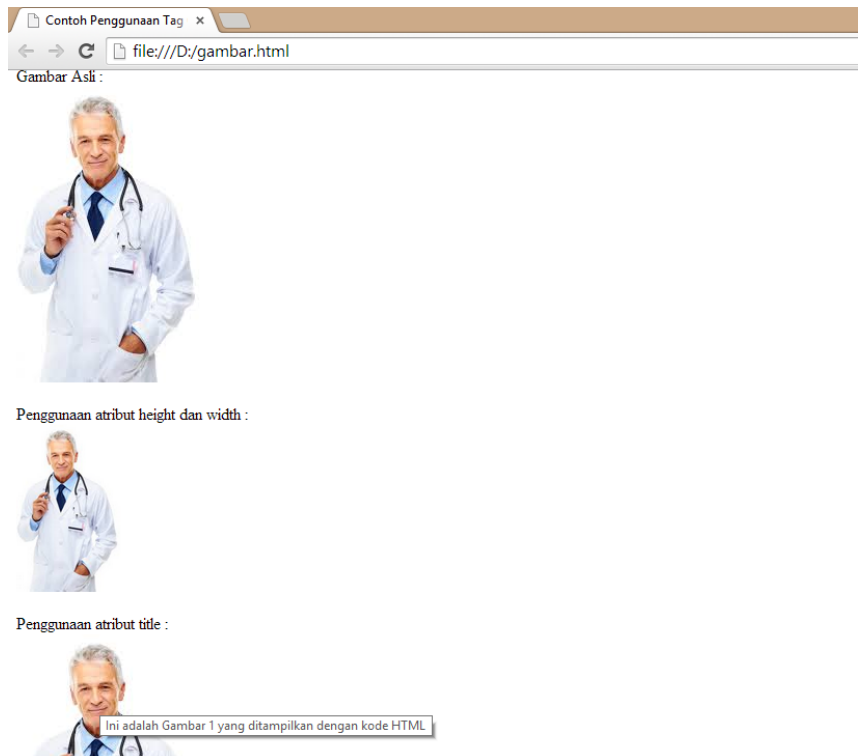 Contoh Penggunaan Tag
file:///D:/gambar.html
Gambar Asli :
Penggunaan atribut height dan width :
Penggunaan atribut title :
Ini adalah Gambar 1 yang ditampilkan dengan kode HTML